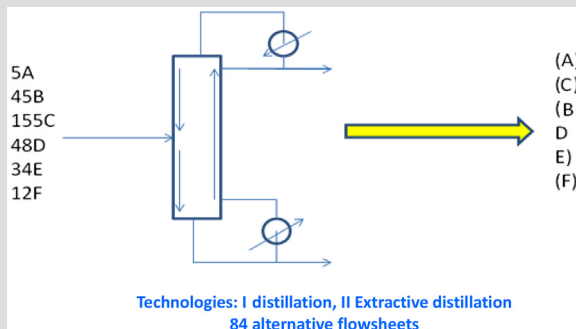 5A
45B
155C
48D
34E
12F
(A)
(C)
(B
D
E)
(F)
Technologies: I distillation, II Extractive distillation
84 alternative flowsheets